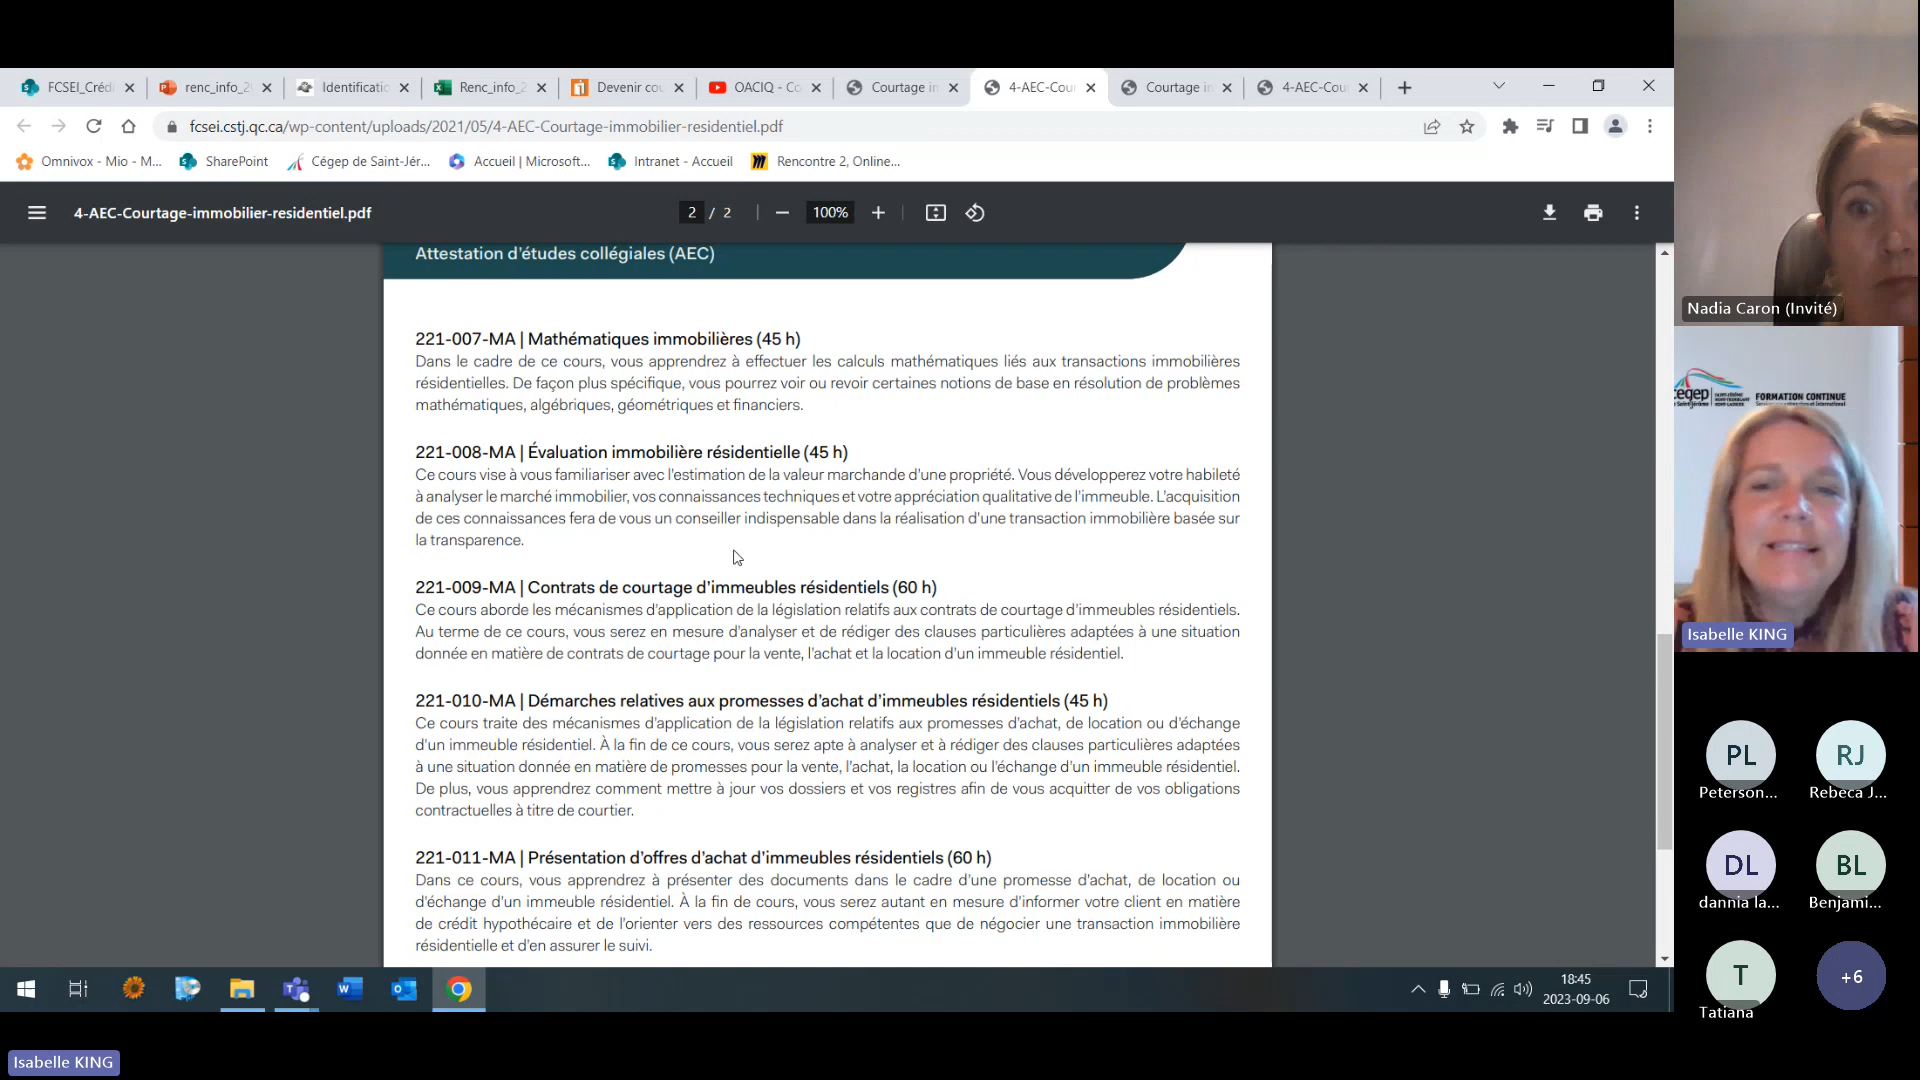 FCSEI_Crédi
renc_info_2
Identificatio
Renc_info_2
Devenir cou
OACIQ - Co
Courtage im
4-AEC-Cour
Courtage im
4-AEC-Cour
fcsei.cstj.qc.ca/wp-content/uploads/2021/05/4-AEC-Courtage-immobilier-residentiel.pdf
Omnivox - Mio - M...
SharePoint
Cégep de Saint-Jér...
Accueil | Microsoft...
Intranet - Accueil
Rencontre 2, Online...
4-AEC-Courtage-immobilier-residentiel.pdf
2 / 2
100%
Attestation d'études collégiales (AEC)
221-007-MA | Mathématiques immobilières (45 h)
Dans le cadre de ce cours, vous apprendrez à effectuer les calculs mathématiques liés aux transactions immobilières
résidentielles. De façon plus spécifique, vous pourrez voir ou revoir certaines notions de base en résolution de problèmes
mathématiques, algébriques, géométriques et financiers.
221-008-MA | Évaluation immobilière résidentielle (45 h)
Ce cours vise à vous familiariser avec l'estimation de la valeur marchande d'une propriété. Vous développerez votre habileté
à analyser le marché immobilier, vos connaissances techniques et votre appréciation qualitative de l'immeuble. L'acquisition
de ces connaissances fera de vous un conseiller indispensable dans la réalisation d'une transaction immobilière basée sur
la transparence.
221-009-MA | Contrats de courtage d'immeubles résidentiels (60 h)
Ce cours aborde les mécanismes d'application de la législation relatifs aux contrats de courtage d'immeubles résidentiels.
Au terme de ce cours, vous serez en mesure d'analyser et de rédiger des clauses particulières adaptées à une situation
donnée en matière de contrats de courtage pour la vente, l'achat et la location d'un immeuble résidentiel.
221-010-MA | Démarches relatives aux promesses d'achat d'immeubles résidentiels (45 h)
Ce cours traite des mécanismes d'application de la législation relatifs aux promesses d'achat, de location ou d'échange
d'un immeuble résidentiel. À la fin de ce cours, vous serez apte à analyser et à rédiger des clauses particulières adaptées
à une situation donnée en matière de promesses pour la vente, l'achat, la location ou l'échange d'un immeuble résidentiel.
De plus, vous apprendrez comment mettre à jour vos dossiers et vos registres afin de vous acquitter de vos obligations
contractuelles à titre de courtier.
221-011-MA | Présentation d'offres d'achat d'immeubles résidentiels (60 h)
Dans ce cours, vous apprendrez à présenter des documents dans le cadre d'une promesse d'achat, de location ou
d'échange d'un immeuble résidentiel. À la fin de cours, vous serez autant en mesure d'informer votre client en matière
de crédit hypothécaire et de l'orienter vers des ressources compétentes que de négocier une transaction immobilière
résidentielle et d'en assurer le suivi.
18:45
2023-09-06
Nadia Caron (Invité)
cegep
FORMATION CONTINUE
Isabelle KING
PL
Peterson...
RJ
Rebeca J...
DL
dannia la...
BL
Benjami...
T
Tatiana
+6
Isabelle KING